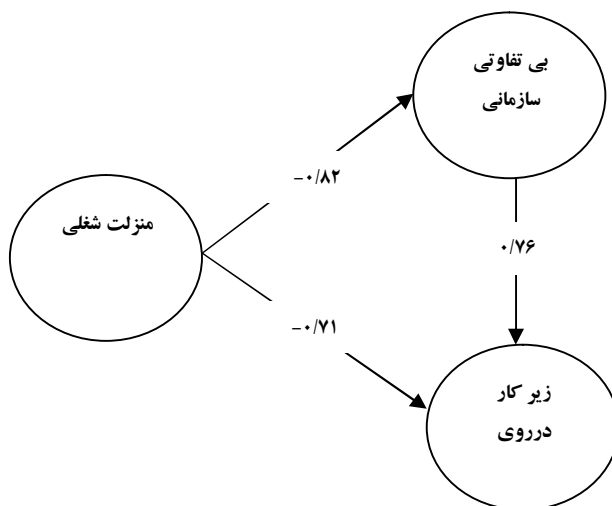 بی تفاوتی
سازمانی
-۰/۸۲
منزلت شغلی
۰/۷۶
-۰/۷۱
زیر کار
درروی